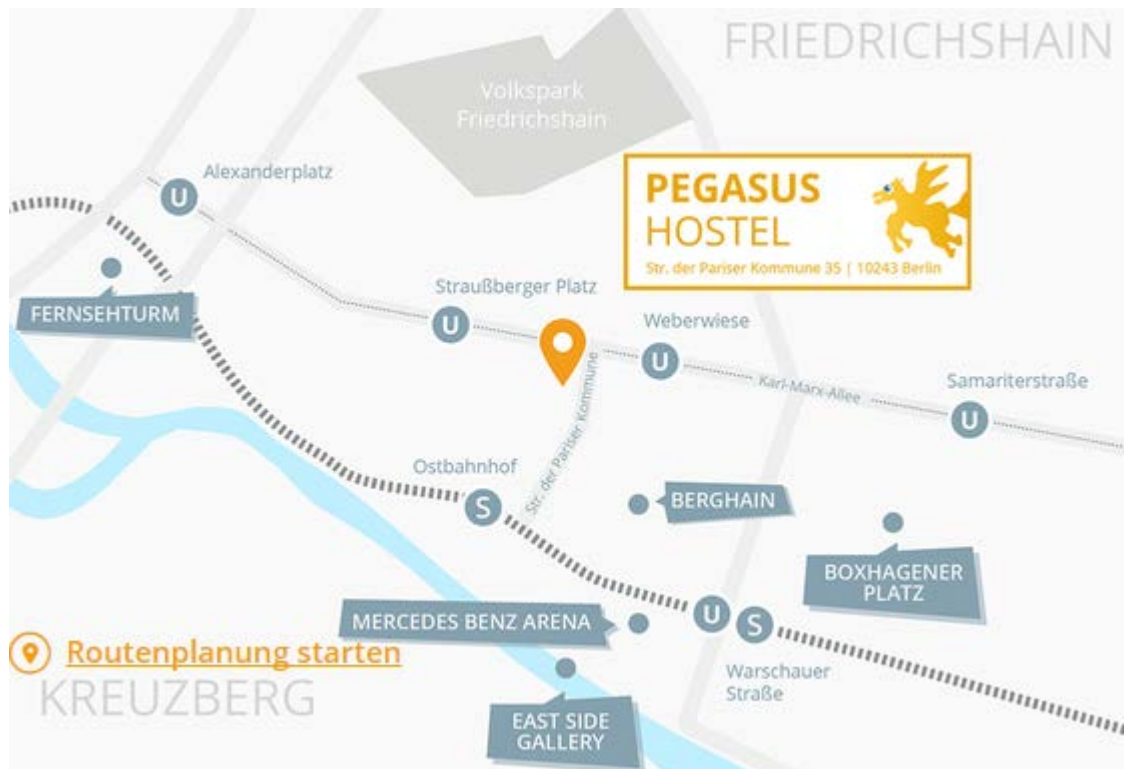 FRIEDRICHSHAIN
Volkspark
Friedrichshain
Alexanderplatz
U
PEGASUS
HOSTEL
Str. der Pariser Kommune 35 | 10243 Berlin
FERNSEHTURM
Straußberger Platz
U
Weberwiese
U
Karl-Marx-Allee
Samariterstraße
U
Str. der Pariser Kommune
Ostbahnhof
S
BERGHAIN
BOXHAGENER
PLATZ
MERCEDES BENZ ARENA
U
S
Warschauer
Straße
Routenplanung starten
KREUZBERG
EAST SIDE
GALLERY